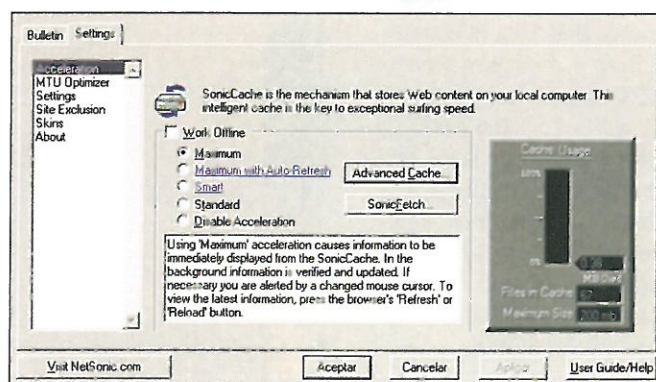 Bulletin Settings
Acceleration
MTU Optimizer
Settings
Site Exclusion
Skins
About
SonicCache is the mechanism that stores Web content on your local computer. This
intelligent cache is the key to exceptional surfing speed.
Work Offline
Maximum
Maximum with Auto-Refresh
Smart
Standard
Disable Acceleration
Advanced Cache...
SonicFetch...
Using 'Maximum' acceleration causes information to be
immediately displayed from the SonicCache. In the
background information is verified and updated. If
necessary you are alerted by a changed mouse cursor. To
view the latest information, press the browser's 'Refresh' or
'Reload' button.
Cache Usage
100%
0%
MB Used
Files in Cache 67
Maximum Size 200 mb
Visit NetSonic.com
Aceptar
Cancelar
Aplicar
User Guide/Help